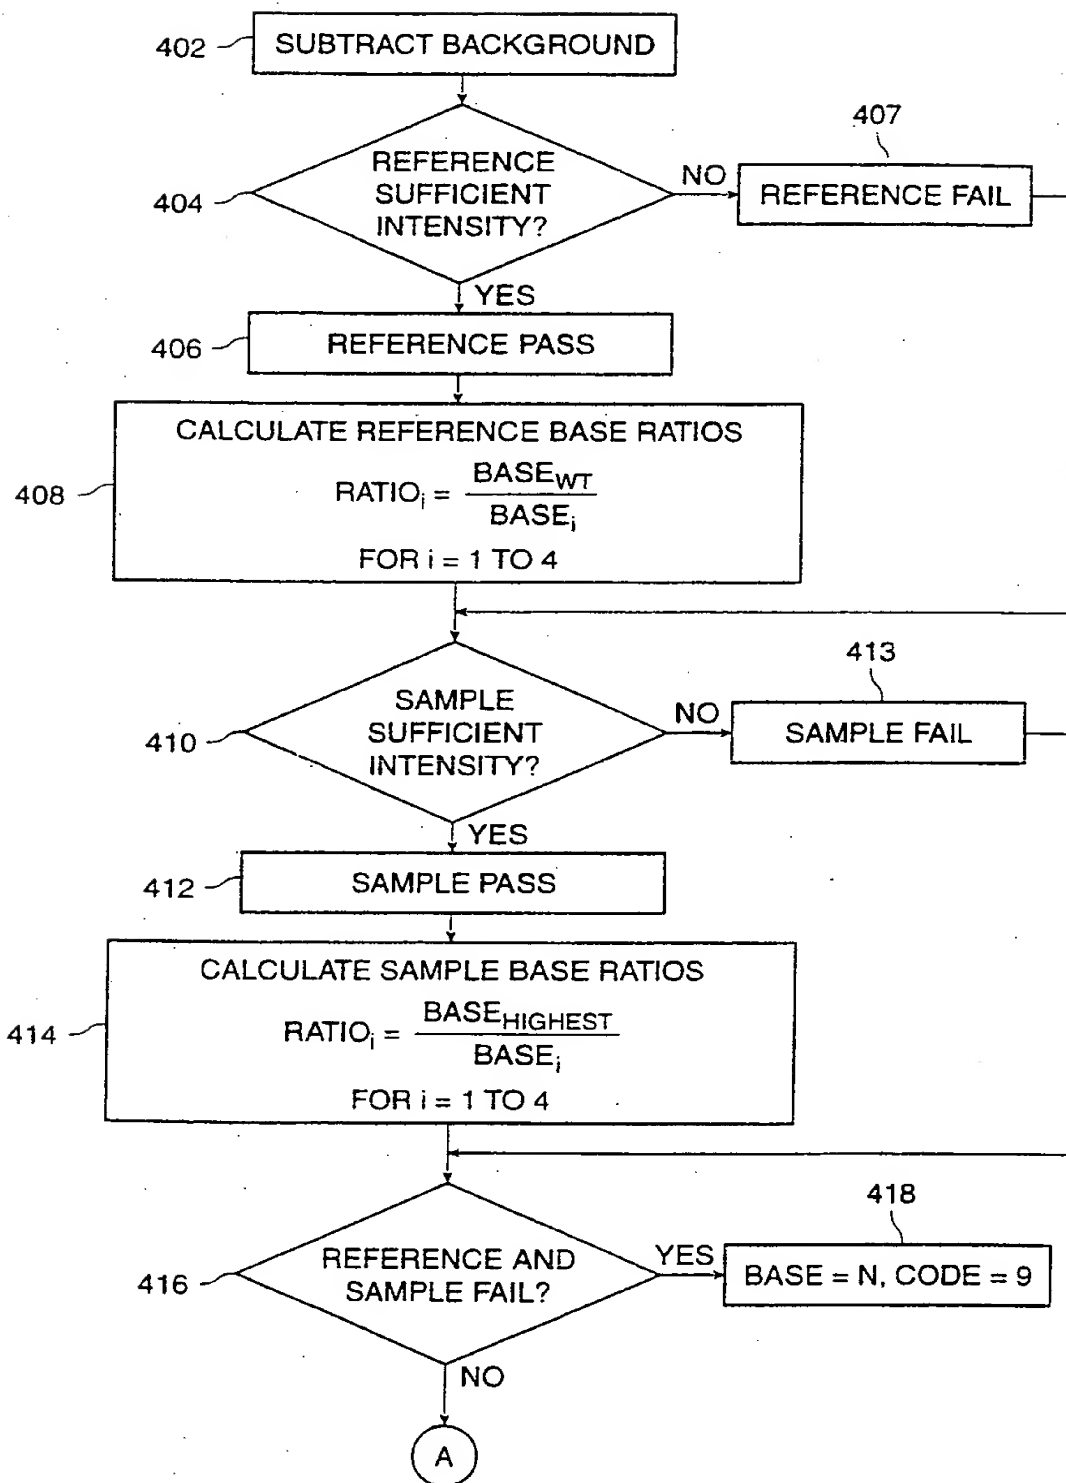 402
SUBTRACT BACKGROUND
407
404
REFERENCE
SUFFICIENT
INTENSITY?
NO
REFERENCE FAIL
YES
406
REFERENCE PASS
408
CALCULATE REFERENCE BASE RATIOS
RATIOi = BASEWT / BASEi
FOR i = 1 TO 4
413
410
SAMPLE
SUFFICIENT
INTENSITY?
NO
SAMPLE FAIL
YES
412
SAMPLE PASS
414
CALCULATE SAMPLE BASE RATIOS
RATIOi = BASEHIGHEST / BASEi
FOR i = 1 TO 4
418
416
REFERENCE AND
SAMPLE FAIL?
YES
BASE = N, CODE = 9
NO
A